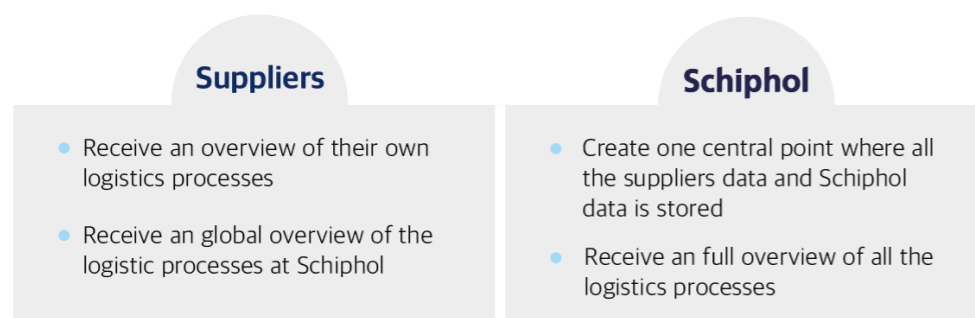 Suppliers
Receive an overview of their own
logistics processes
Receive an global overview of the
logistic processes at Schiphol
Schiphol
Create one central point where all
the suppliers data and Schiphol
data is stored
Receive an full overview of all the
logistics processes